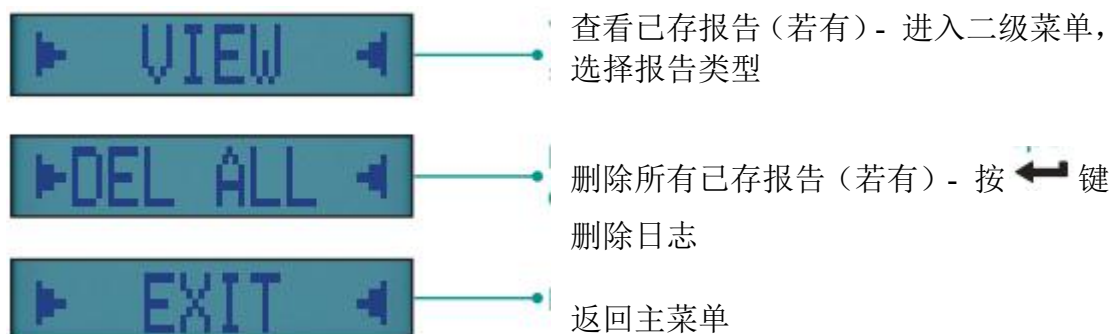 VIEW
查看已存报告（若有）- 进入二级菜单，
选择报告类型
DEL ALL
删除所有已存报告（若有）- 按 键
删除日志
EXIT
返回主菜单